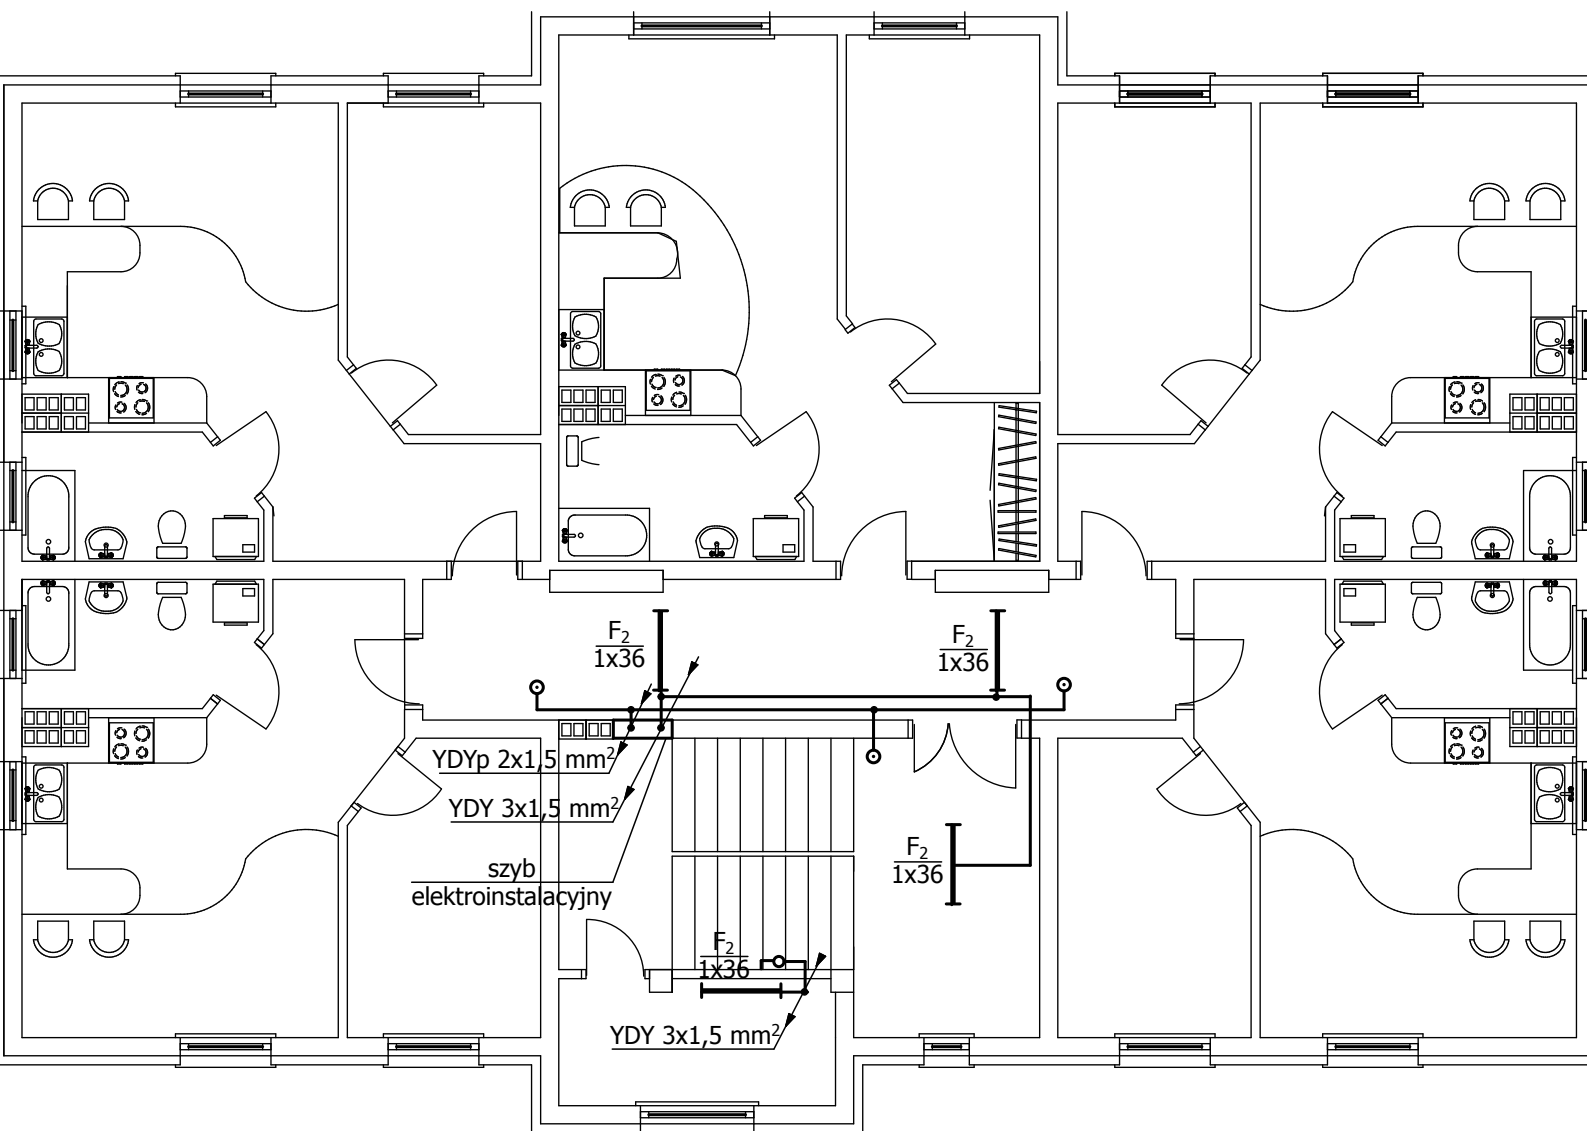 F₂
1x36
F₂
1x36
YDYp 2x1,5 mm²
YDY 3x1,5 mm²
szyb
elektroinstalacyjny
F₂
1x36
F₂
1x36
YDY 3x1,5 mm²